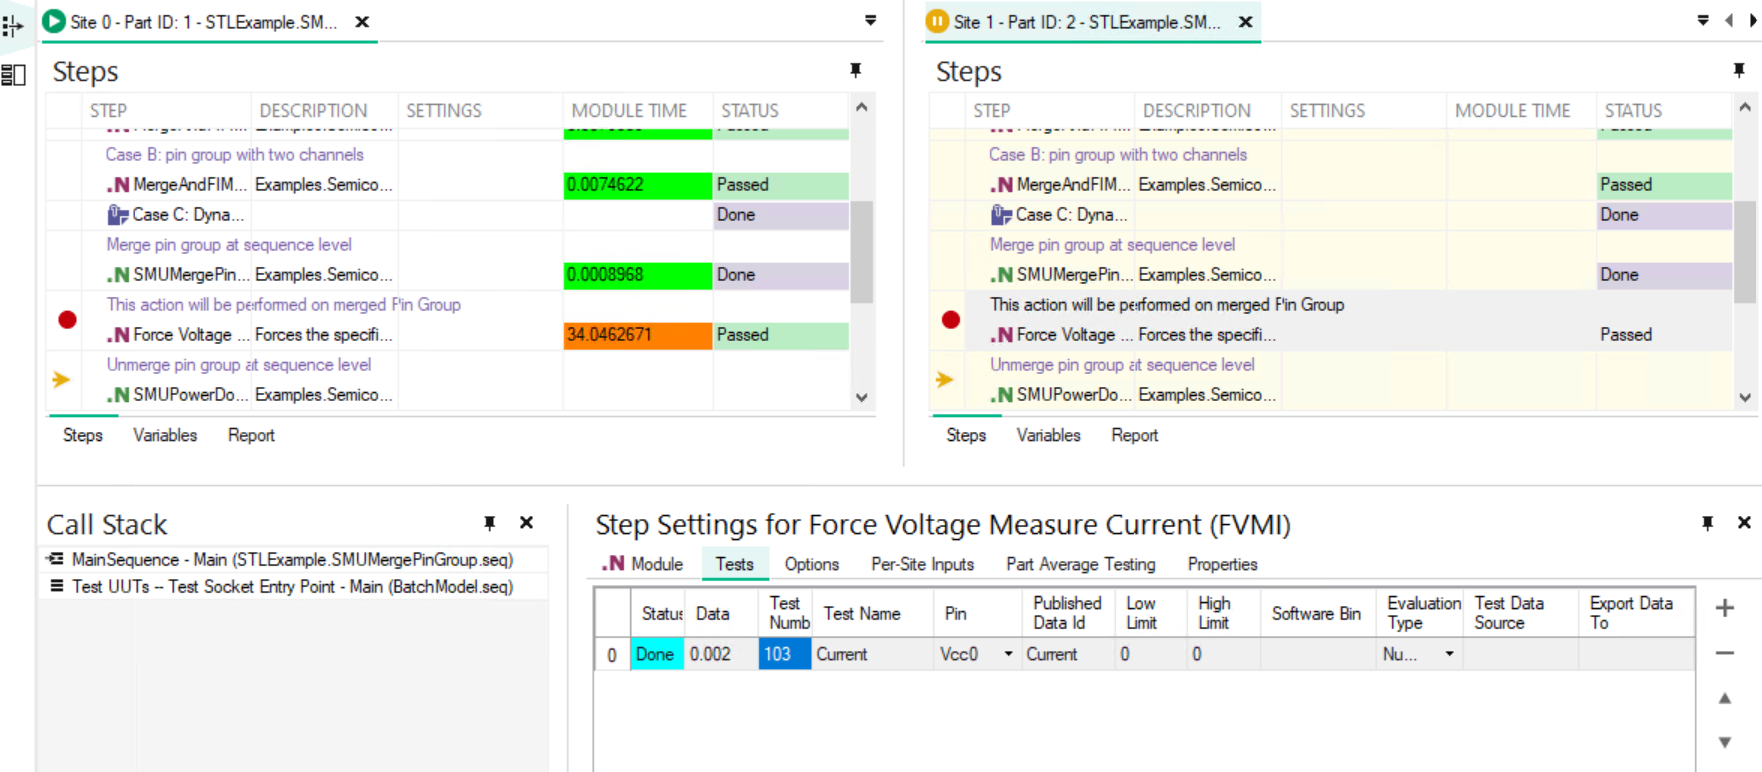 Site 0 - Part ID: 1 - STLExample.SM...
Steps
STEP DESCRIPTION SETTINGS MODULE TIME STATUS
Case B: pin group with two channels
.N MergeAndFIM... Examples.Semico... 0.0074622 Passed
Case C: Dyna... Done
Merge pin group at sequence level
.N SMUMergePin... Examples.Semico... 0.0008968 Done
This action will be performed on merged Pin Group
.N Force Voltage ... Forces the specifi... 34.0462671 Passed
Unmerge pin group at sequence level
.N SMUPowerDo... Examples.Semico...
Steps Variables Report
Site 1 - Part ID: 2 - STLExample.SM...
Steps
STEP DESCRIPTION SETTINGS MODULE TIME STATUS
Case B: pin group with two channels
.N MergeAndFIM... Examples.Semico... Passed
Case C: Dyna... Done
Merge pin group at sequence level
.N SMUMergePin... Examples.Semico... Done
This action will be performed on merged Pin Group
.N Force Voltage ... Forces the specifi... Passed
Unmerge pin group at sequence level
.N SMUPowerDo... Examples.Semico...
Steps Variables Report
Call Stack
MainSequence - Main (STLExample.SMUMergePinGroup.seq)
Test UUTs -- Test Socket Entry Point - Main (BatchModel.seq)
Step Settings for Force Voltage Measure Current (FVMI)
.N Module Tests Options Per-Site Inputs Part Average Testing Properties
Status Data Test Numb Test Name Pin Published Data Id Low Limit High Limit Software Bin Evaluation Type Test Data Source Export Data To
0 Done 0.002 103 Current Vcc0 Current 0 0 Nu...